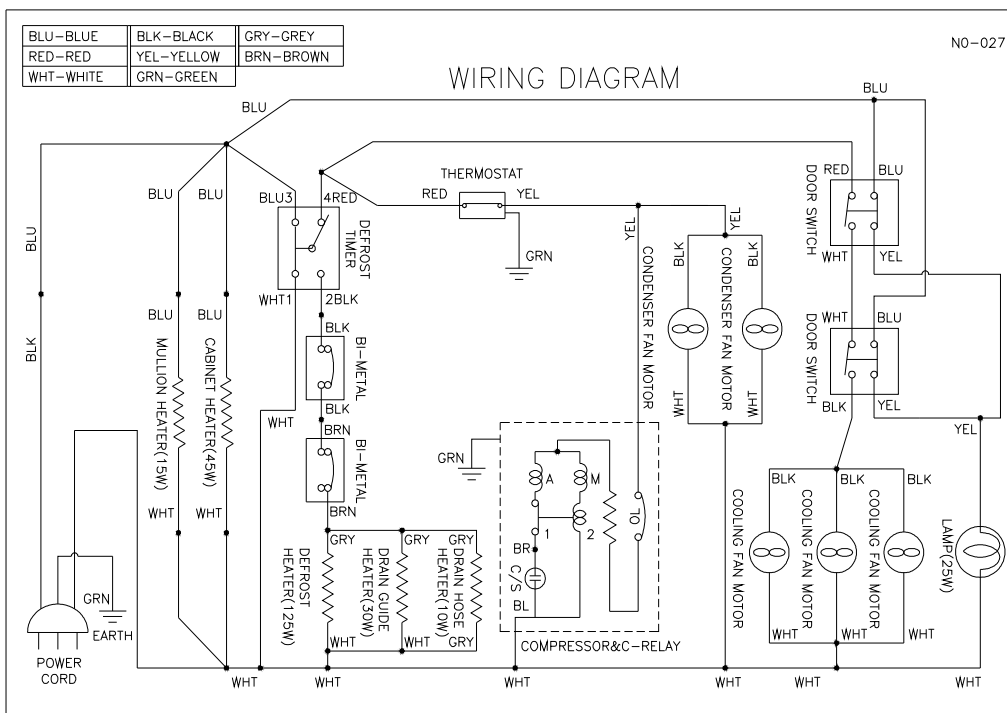 BLU-BLUE BLK-BLACK GRY-GREY
RED-RED YEL-YELLOW BRN-BROWN
WHT-WHITE GRN-GREEN
NO-027
WIRING DIAGRAM
BLU
BLU
THERMOSTAT
RED
YEL
GRN
BLU
BLU
BLU3
4RED
DEFROST
TIMER
WHT1
2BLK
RED
BLU
DOOR SWITCH
WHT
YEL
BLU
BLK
YEL
YEL
BLK
BLK
CONDENSER FAN MOTOR
CONDENSER FAN MOTOR
WHT
WHT
WHT
BLU
DOOR SWITCH
BLK
YEL
YEL
BLU
BLU
MULLION HEATER(15W)
CABINET HEATER(45W)
WHT
WHT
BLK
BI-METAL
BLK
WHT
BRN
BI-METAL
BRN
GRN
A
M
1
2
OL
BR
C/S
BL
COMPRESSOR&C-RELAY
GRY
GRY
GRY
DEFROST
HEATER(125W)
DRAIN GUIDE
HEATER(30W)
DRAIN HOSE
HEATER(10W)
WHT
WHT
GRY
BLK
BLK
BLK
COOLING FAN MOTOR
COOLING FAN MOTOR
COOLING FAN MOTOR
LAMP(25W)
WHT
WHT
WHT
GRN
EARTH
POWER
CORD
WHT
WHT
WHT
WHT
WHT
WHT